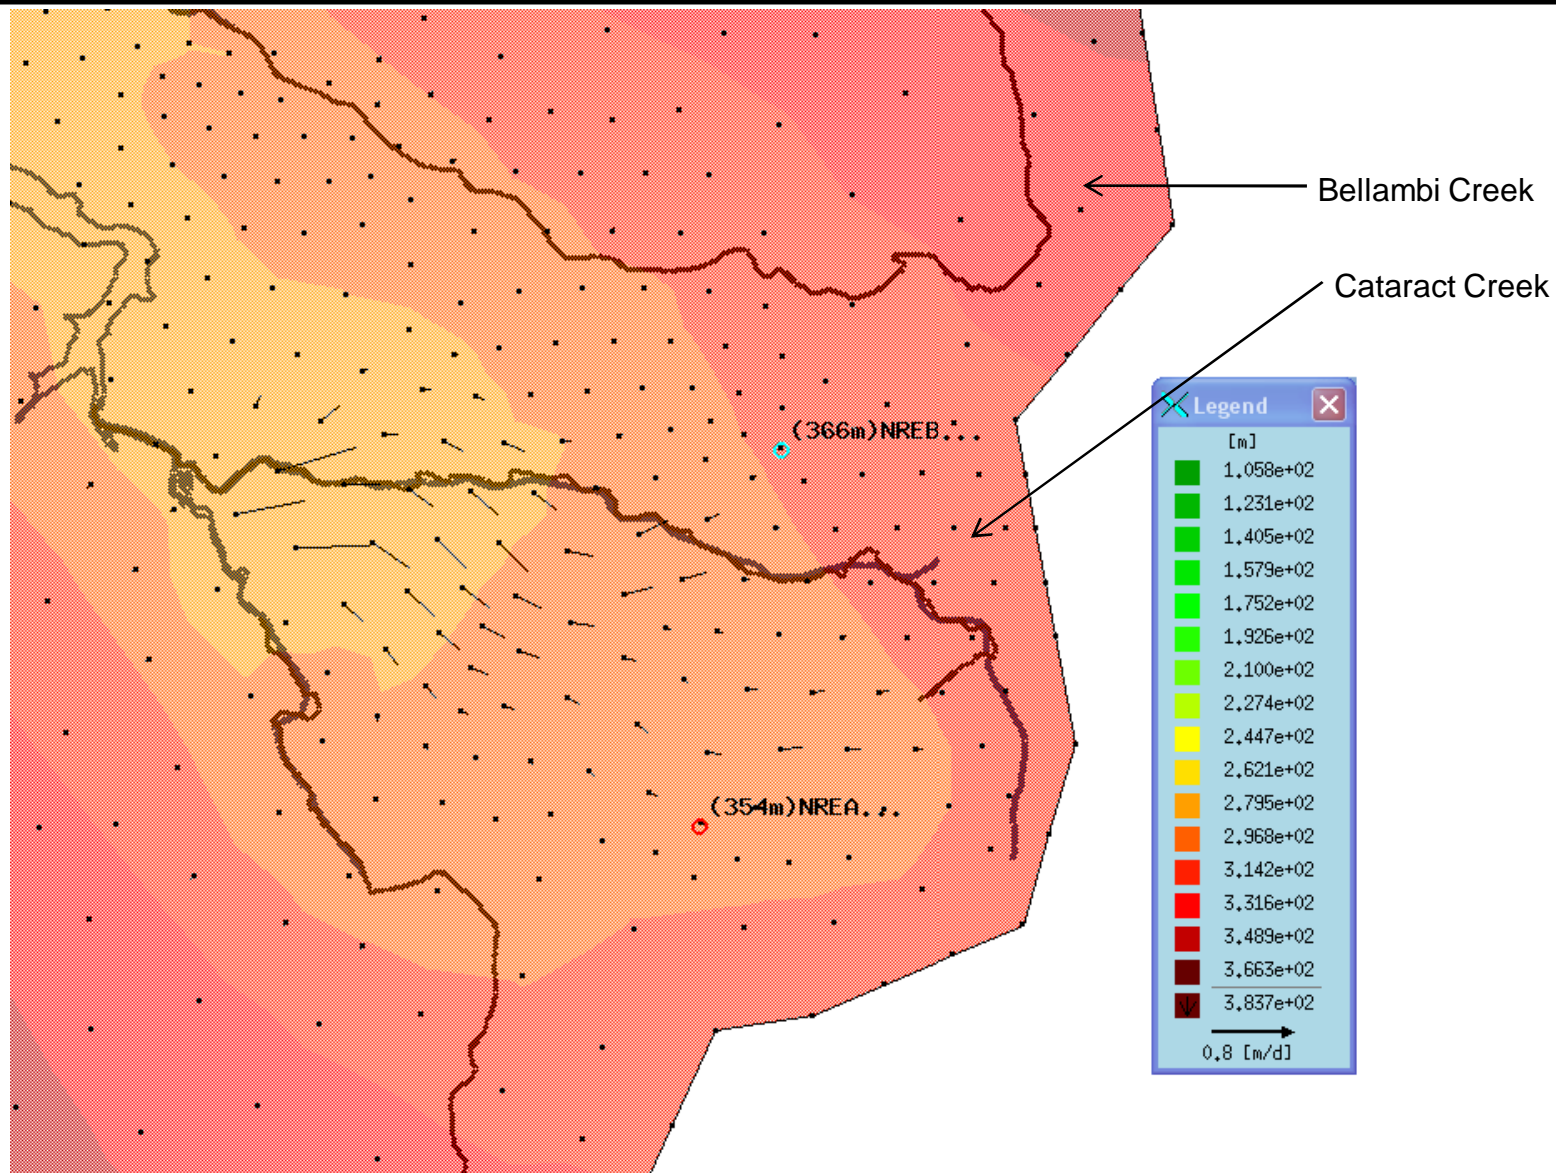 Bellambi Creek
Cataract Creek
(366m)NREB...
(354m)NREA...
Legend
[m]
1.058e+02
1.231e+02
1.405e+02
1.579e+02
1.752e+02
1.926e+02
2.100e+02
2.274e+02
2.447e+02
2.621e+02
2.795e+02
2.968e+02
3.142e+02
3.316e+02
3.489e+02
3.663e+02
3.837e+02
0.8 [m/d]